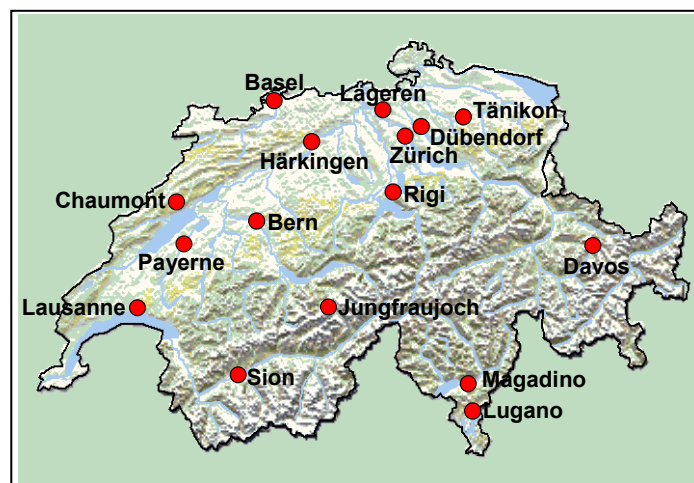 Basel
Lägeren
Tänikon
Dübendorf
Zürich
Härkingen
Rigi
Chaumont
Bern
Payerne
Davos
Lausanne
Jungfraujoch
Sion
Magadino
Lugano